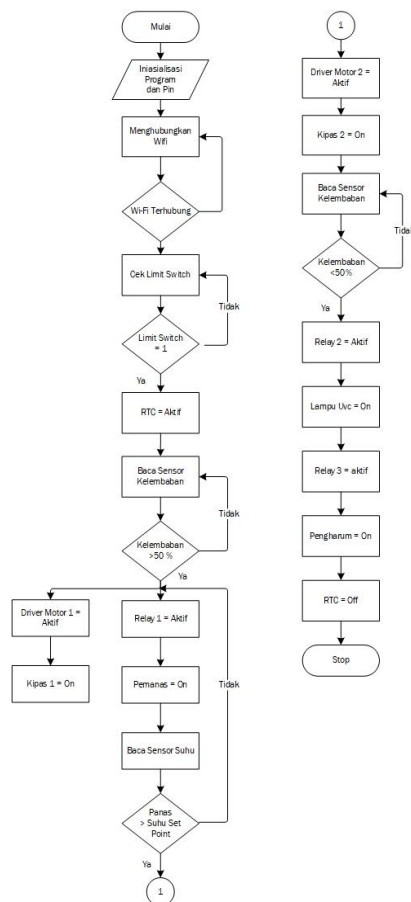 Mulai
Iniasialisasi
Program
dan Pin
Menghubungkan
Wifi
Wi-Fi Terhubung
Cek Limit Switch
Tidak
Limit Switch
= 1
Ya
RTC = Aktif
Baca Sensor
Kelembaban
Tidak
Kelembaban
>50 %
Ya
Driver Motor 1 =
Aktif
Kipas 1 = On
Relay 1 = Aktif
Pemanas = On
Tidak
Baca Sensor Suhu
Panas
> Suhu Set
Point
Ya
1
1
Driver Motor 2 =
Aktif
Kipas 2 = On
Baca Sensor
Kelembaban
Tidak
Kelembaban
<50%
Ya
Relay 2 = Aktif
Lampu Uvc = On
Relay 3 = aktif
Pengharum = On
RTC = Off
Stop